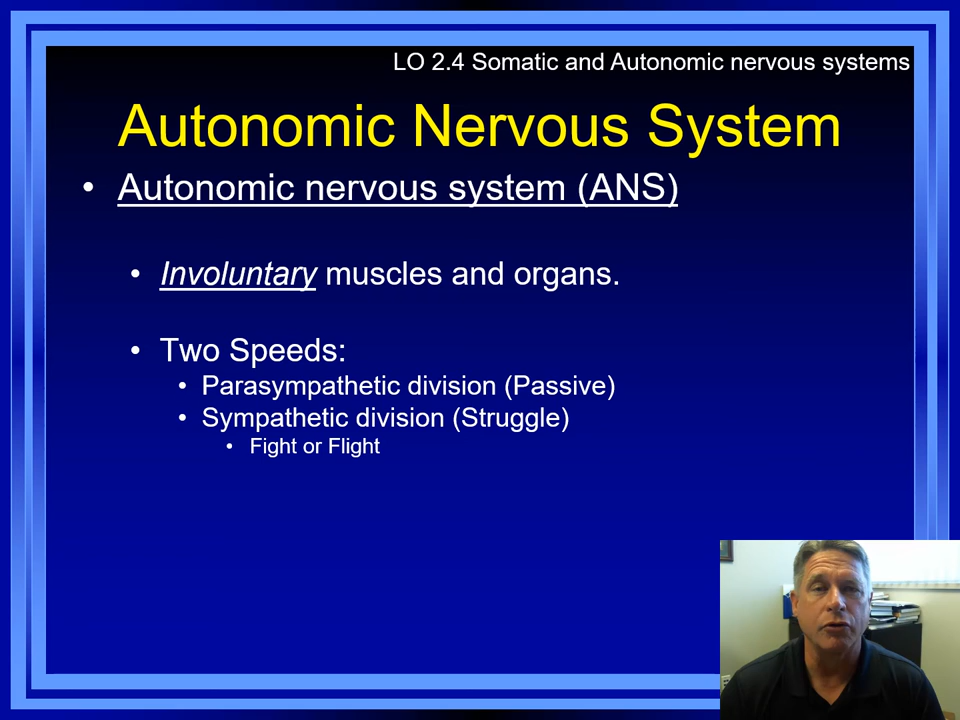 LO 2.4 Somatic and Autonomic nervous systems
Autonomic Nervous System
• Autonomic nervous system (ANS)
• Involuntary muscles and organs.
• Two Speeds:
• Parasympathetic division (Passive)
• Sympathetic division (Struggle)
• Fight or Flight